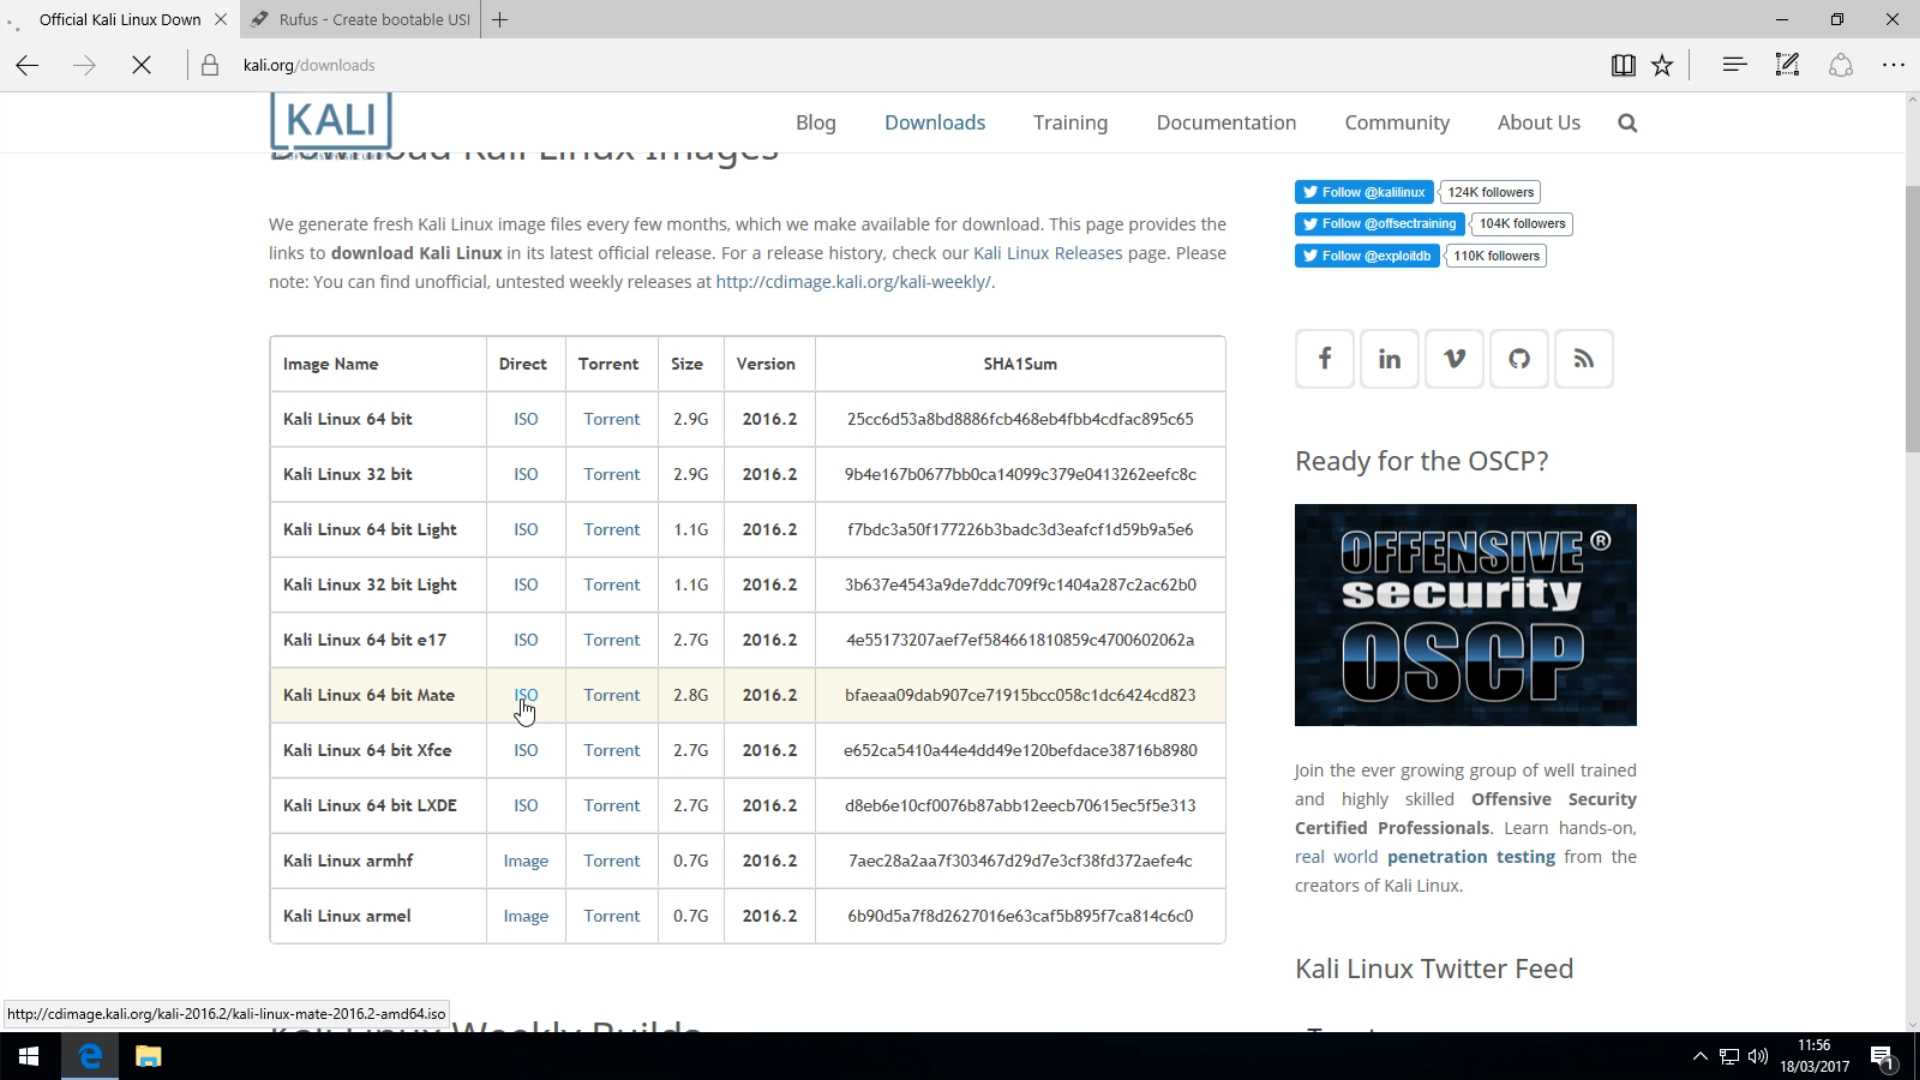 Official Kali Linux Down
Rufus - Create bootable USI
kali.org/downloads
KALI
Blog
Downloads
Training
Documentation
Community
About Us
Download Kali Linux Images
We generate fresh Kali Linux image files every few months, which we make available for download. This page provides the
links to download Kali Linux in its latest official release. For a release history, check our Kali Linux Releases page. Please
note: You can find unofficial, untested weekly releases at http://cdimage.kali.org/kali-weekly/.
Image Name Direct Torrent Size Version SHA1Sum
Kali Linux 64 bit ISO Torrent 2.9G 2016.2 25cc6d53a8bd8886fcb468eb4fbb4cdfac895c65
Kali Linux 32 bit ISO Torrent 2.9G 2016.2 9b4e167b0677bb0ca14099c379e0413262eefc8c
Kali Linux 64 bit Light ISO Torrent 1.1G 2016.2 f7bdc3a50f177226b3badc3d3eafcf1d59b9a5e6
Kali Linux 32 bit Light ISO Torrent 1.1G 2016.2 3b637e4543a9de7ddc709f9c1404a287c2ac62b0
Kali Linux 64 bit e17 ISO Torrent 2.7G 2016.2 4e55173207aef7ef584661810859c4700602062a
Kali Linux 64 bit Mate ISO Torrent 2.8G 2016.2 bfaeaa09dab907ce71915bcc058c1dc6424cd823
Kali Linux 64 bit Xfce ISO Torrent 2.7G 2016.2 e652ca5410a44e4dd49e120befdace38716b8980
Kali Linux 64 bit LXDE ISO Torrent 2.7G 2016.2 d8eb6e10cf0076b87abb12eecb70615ec5f5e313
Kali Linux armhf Image Torrent 0.7G 2016.2 7aec28a2aa7f303467d29d7e3cf38fd372aefe4c
Kali Linux armel Image Torrent 0.7G 2016.2 6b90d5a7f8d2627016e63caf5b895f7ca814c6c0
Kali Linux Weekly Builds
Follow @kalilinux 124K followers
Follow @offsectraining 104K followers
Follow @exploitdb 110K followers
Ready for the OSCP?
OFFENSIVE®
security
OSCP
Join the ever growing group of well trained
and highly skilled Offensive Security
Certified Professionals. Learn hands-on,
real world penetration testing from the
creators of Kali Linux.
Kali Linux Twitter Feed
http://cdimage.kali.org/kali-2016.2/kali-linux-mate-2016.2-amd64.iso
11:56
18/03/2017
1